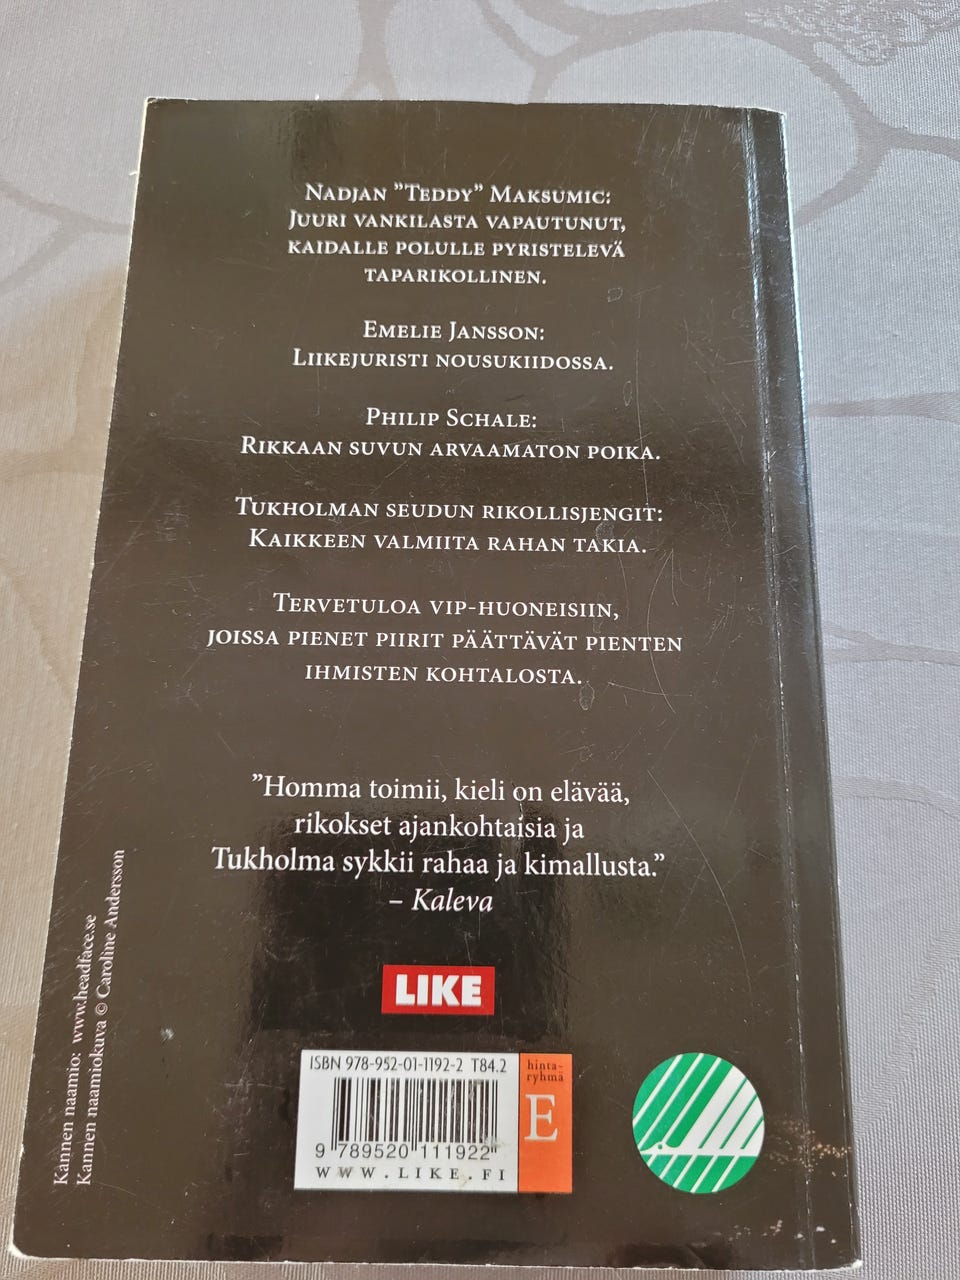 Nadjan ”Teddy” Maksumic:
Juuri vankilasta vapautunut,
kaidalle polulle pyristelevä
taparikollinen.
Emelie Jansson:
Liikejuristi nousukiidossa.
Philip Schale:
Rikkaan suvun arvaamaton poika.
Tukholman seudun rikollisjengit:
Kaikkeen valmiita rahan takia.
Tervetuloa vip-huoneisiin,
joissa pienet piirit päättävät pienten
ihmisten kohtalosta.
”Homma toimii, kieli on elävää,
rikokset ajankohtaisia ja
Tukholma sykkii rahaa ja kimallusta.”
– Kaleva
LIKE
ISBN 978-952-01-1192-2 T84.2
9 789520 111922
WWW.LIKE.FI
hinta-
ryhmä
E
Kannen naamio: www.headface.se
Kannen naamiokuva © Caroline Andersson